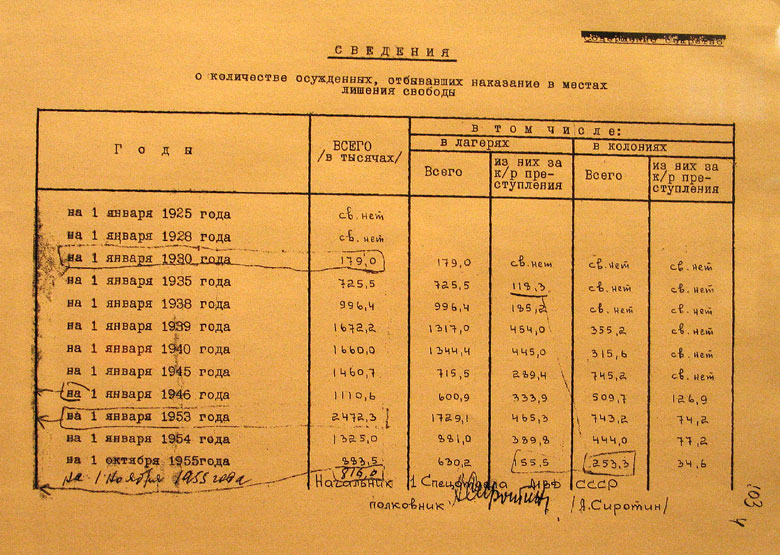 Совершенно секретно
СВЕДЕНИЯ
о количестве осужденных, отбывавших наказание в местах
лишения свободы
Годы ВСЕГО /в тысячах/ в том числе:
в лагерях в колониях
Всего из них за к/р пре- ступления Всего из них за к/р пре- ступления
на 1 января 1925 года св. нет
на 1 января 1928 года св. нет
на 1 января 1930 года 179,0 179,0 св. нет св. нет св. нет
на 1 января 1935 года 725,5 725,5 118,3 св. нет св. нет
на 1 января 1938 года 996,4 996,4 185,2 св. нет св. нет
на 1 января 1939 года 1672,2 1317,0 454,0 355,2 св. нет
на 1 января 1940 года 1660,0 1344,4 445,0 315,6 св. нет
на 1 января 1945 года 1460,7 715,5 289,4 745,2 св. нет
на 1 января 1946 года 1110,6 600,9 333,9 509,7 126,9
на 1 января 1953 года 2472,3 1729,1 465,3 743,2 74,2
на 1 января 1954 года 1325,0 881,0 389,8 444,0 77,2
на 1 октября 1955года 883,5 630,2 155,5 253,3 34,6
на 1 ноября 1955 года 816,0
Начальник 1 Спецотдела МВД СССР
полковник /А.Сиротин/
103
4